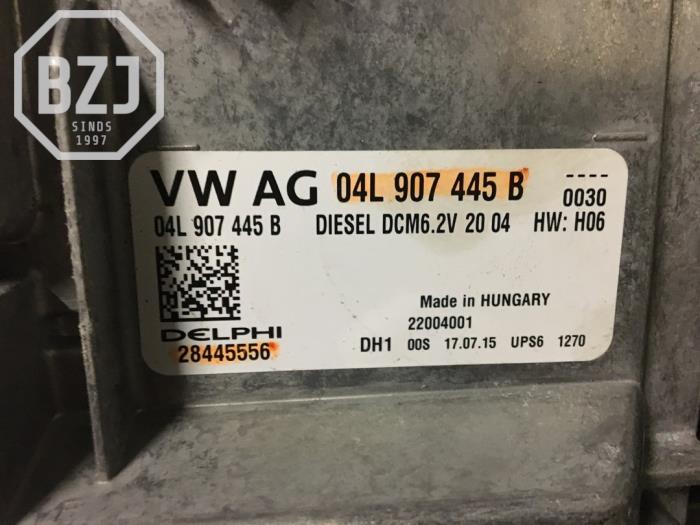 BZJ
SINDS
1997
VW AG 04L 907 445 B ----
0030
04L 907 445 B DIESEL DCM6.2V 20 04 HW: H06
Made in HUNGARY
22004001
DELPHI
28445556
DH1 00S 17.07.15 UPS6 1270